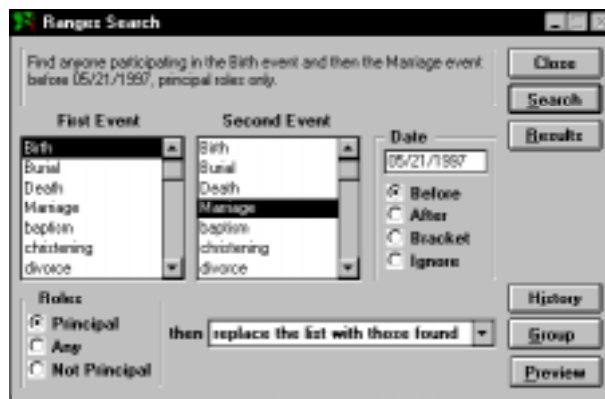 Ranges Search
Find anyone participating in the Birth event and then the Marriage event
before 05/21/1997, principal roles only.
Close
Search
Results
First Event
Birth
Burial
Death
Marriage
baptism
christening
divorce
Second Event
Birth
Burial
Death
Marriage
baptism
christening
divorce
Date
05/21/1997
Before
After
Bracket
Ignore
Roles
Principal
Any
Not Principal
then replace the list with those found
History
Group
Preview